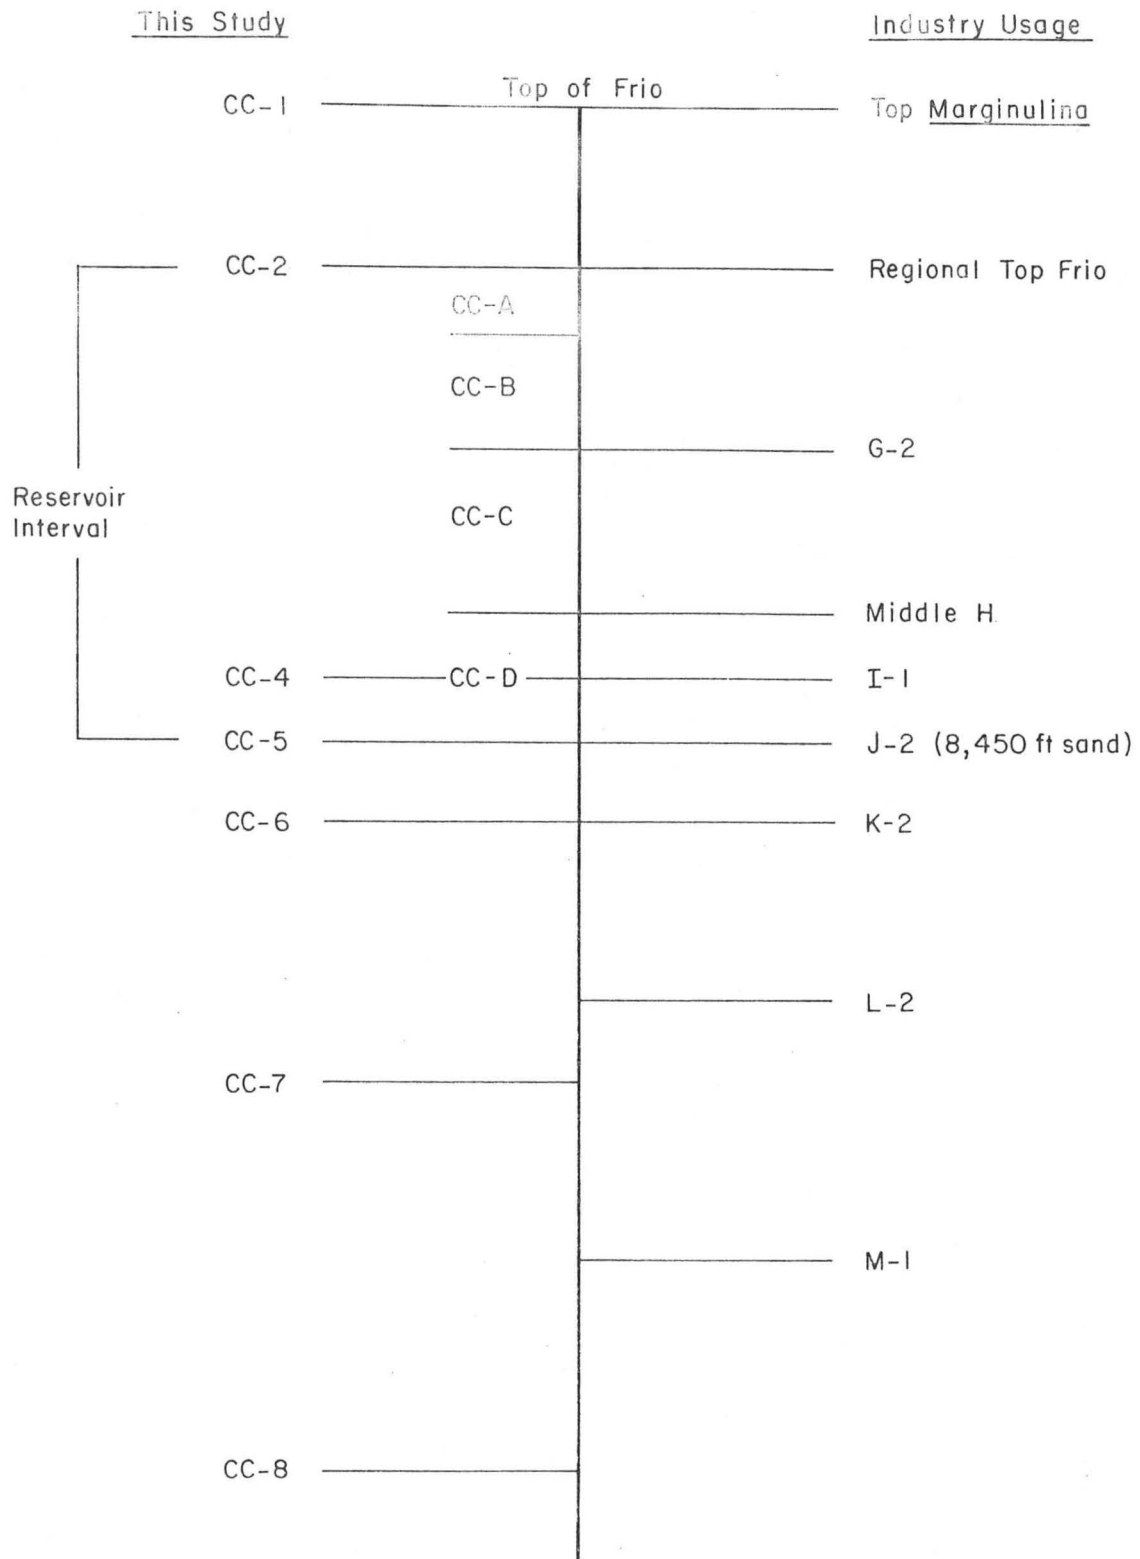 This Study
Industry Usage
Top of Frio
CC-1
Top Marginulina
CC-2
Regional Top Frio
CC-A
CC-B
G-2
Reservoir
Interval
CC-C
Middle H
CC-4
CC-D
I-1
CC-5
J-2 (8,450 ft sand)
CC-6
K-2
L-2
CC-7
M-1
CC-8